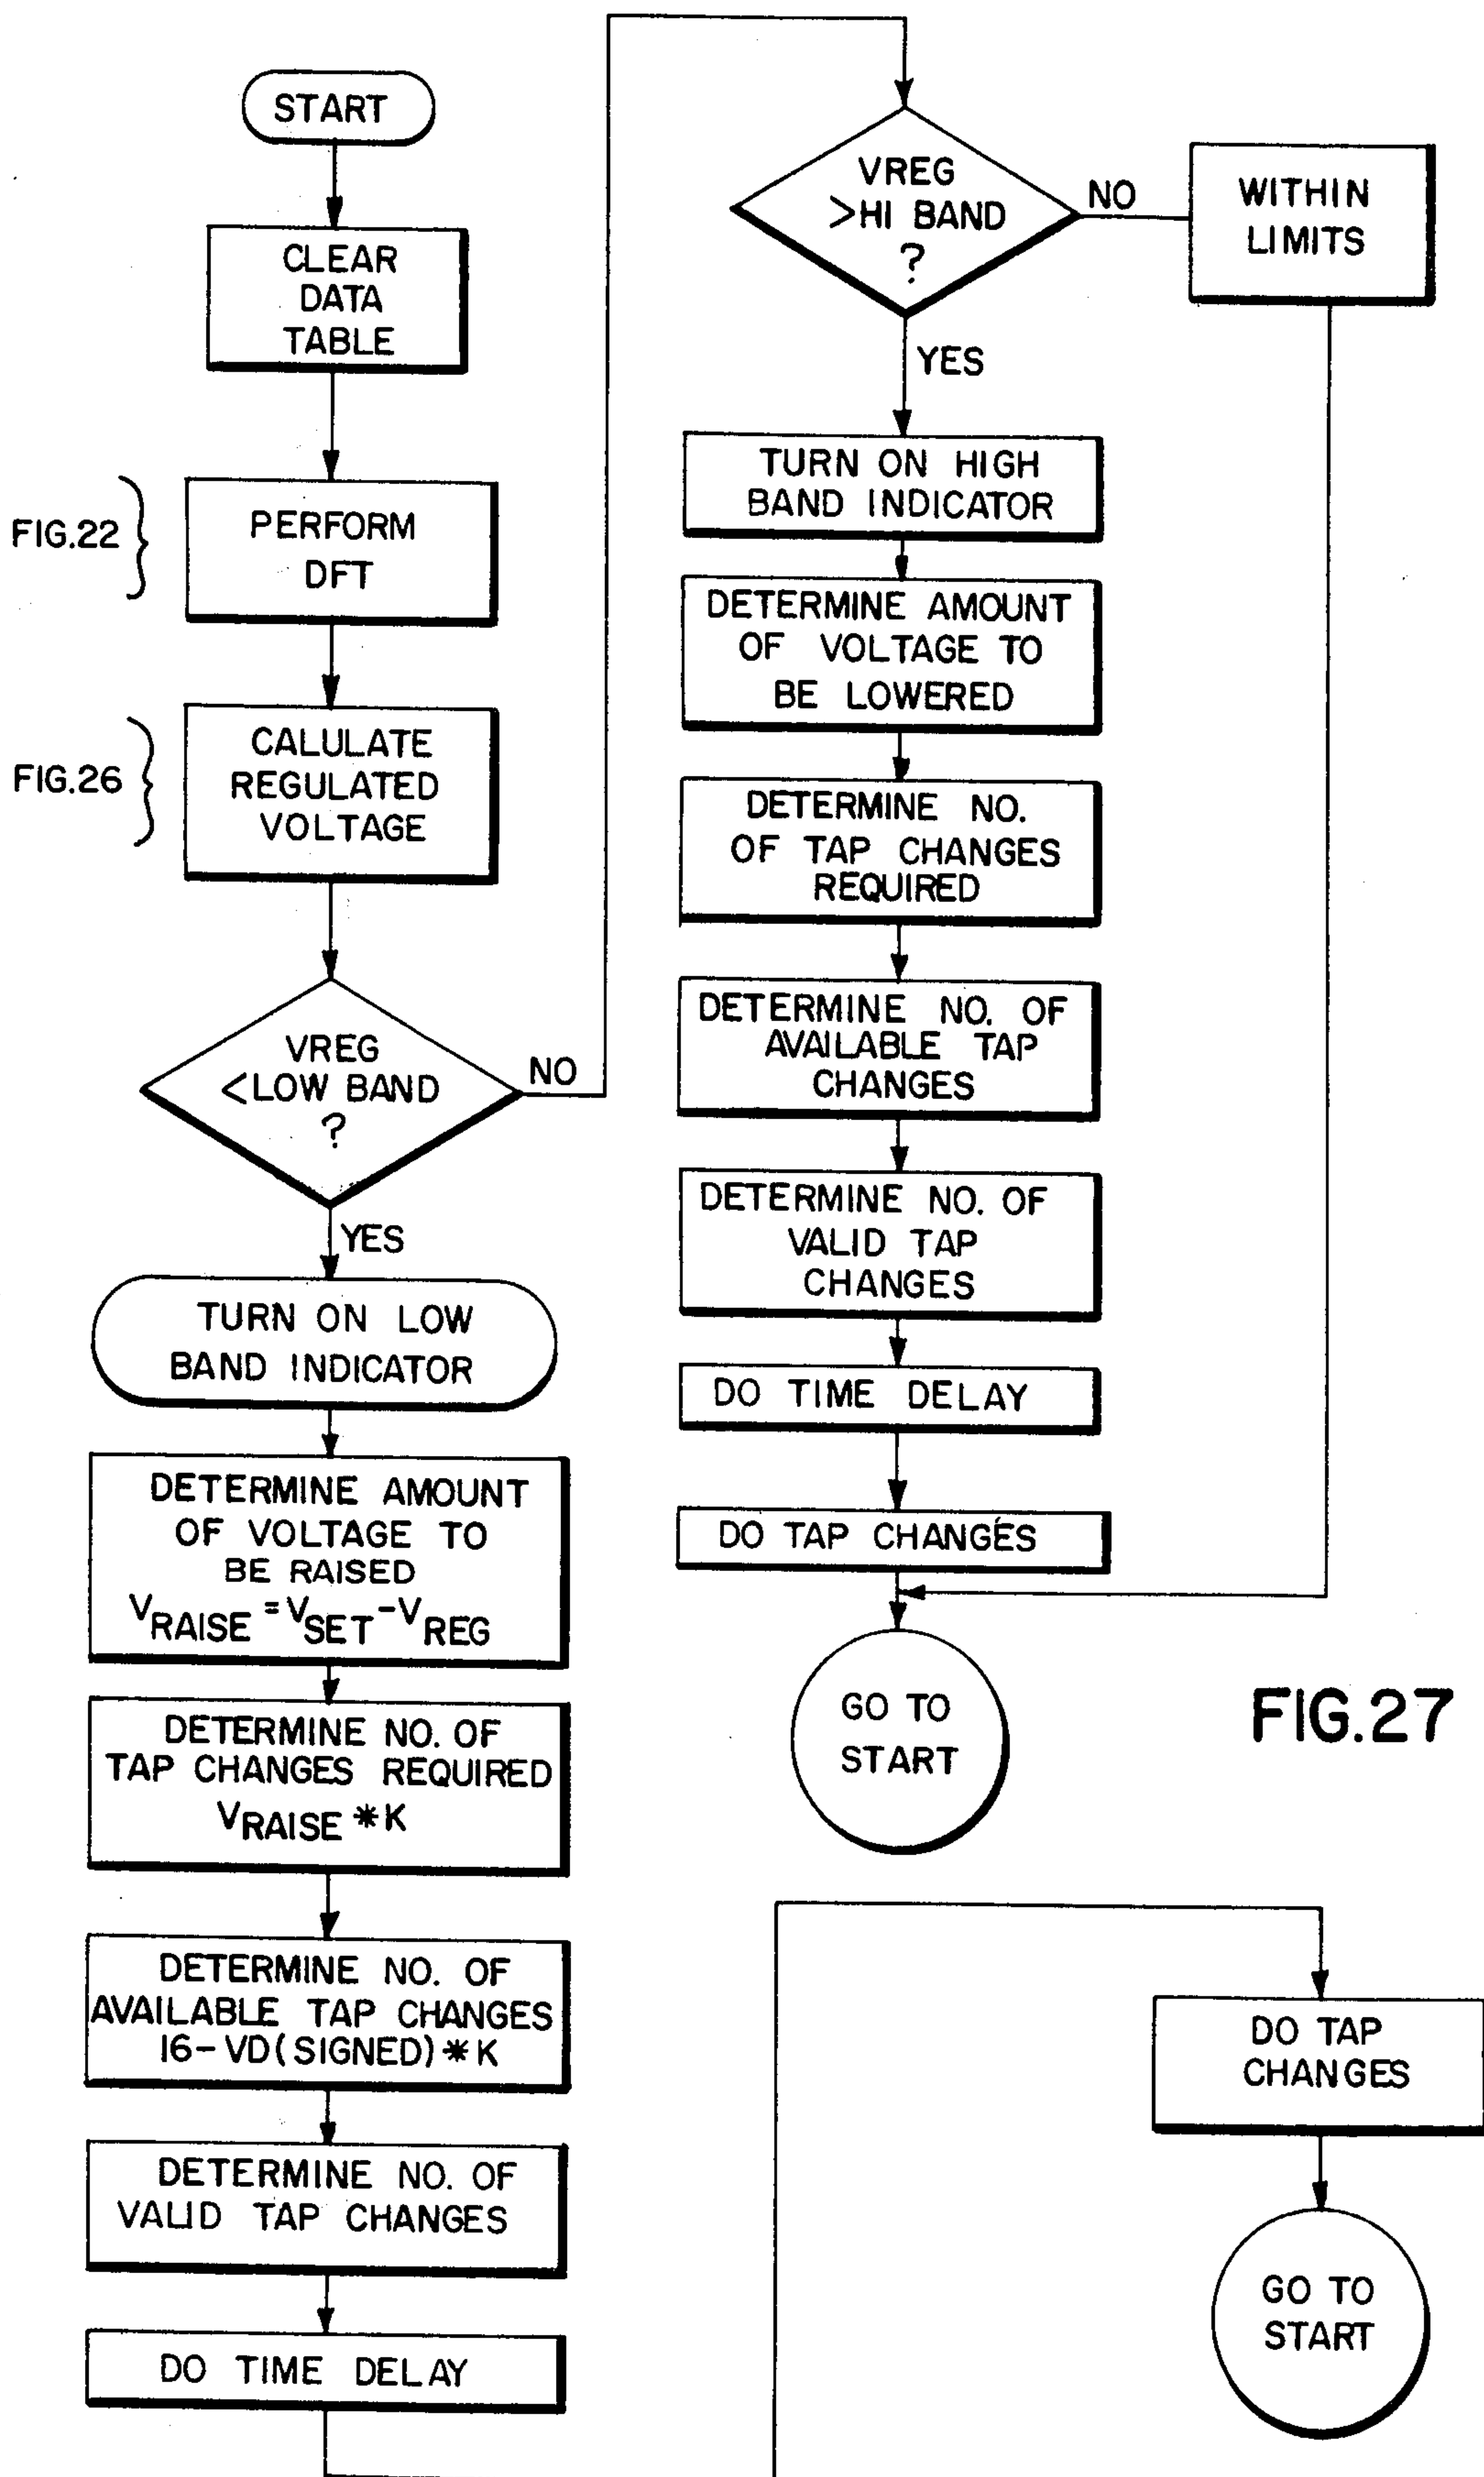 START
CLEAR
DATA
TABLE
FIG.22
PERFORM
DFT
FIG.26
CALULATE
REGULATED
VOLTAGE
VREG
<LOW BAND
?
NO
YES
TURN ON LOW
BAND INDICATOR
DETERMINE AMOUNT
OF VOLTAGE TO
BE RAISED
VRAISE = VSET - VREG
DETERMINE NO. OF
TAP CHANGES REQUIRED
VRAISE * K
DETERMINE NO. OF
AVAILABLE TAP CHANGES
16-VD(SIGNED) * K
DETERMINE NO. OF
VALID TAP CHANGES
DO TIME DELAY
VREG
>HI BAND
?
NO
WITHIN
LIMITS
YES
TURN ON HIGH
BAND INDICATOR
DETERMINE AMOUNT
OF VOLTAGE TO
BE LOWERED
DETERMINE NO.
OF TAP CHANGES
REQUIRED
DETERMINE NO. OF
AVAILABLE TAP
CHANGES
DETERMINE NO. OF
VALID TAP
CHANGES
DO TIME DELAY
DO TAP CHANGES
GO TO
START
FIG.27
DO TAP
CHANGES
GO TO
START